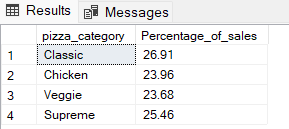 Results Messages
pizza_category Percentage_of_sales
1 Classic 26.91
2 Chicken 23.96
3 Veggie 23.68
4 Supreme 25.46